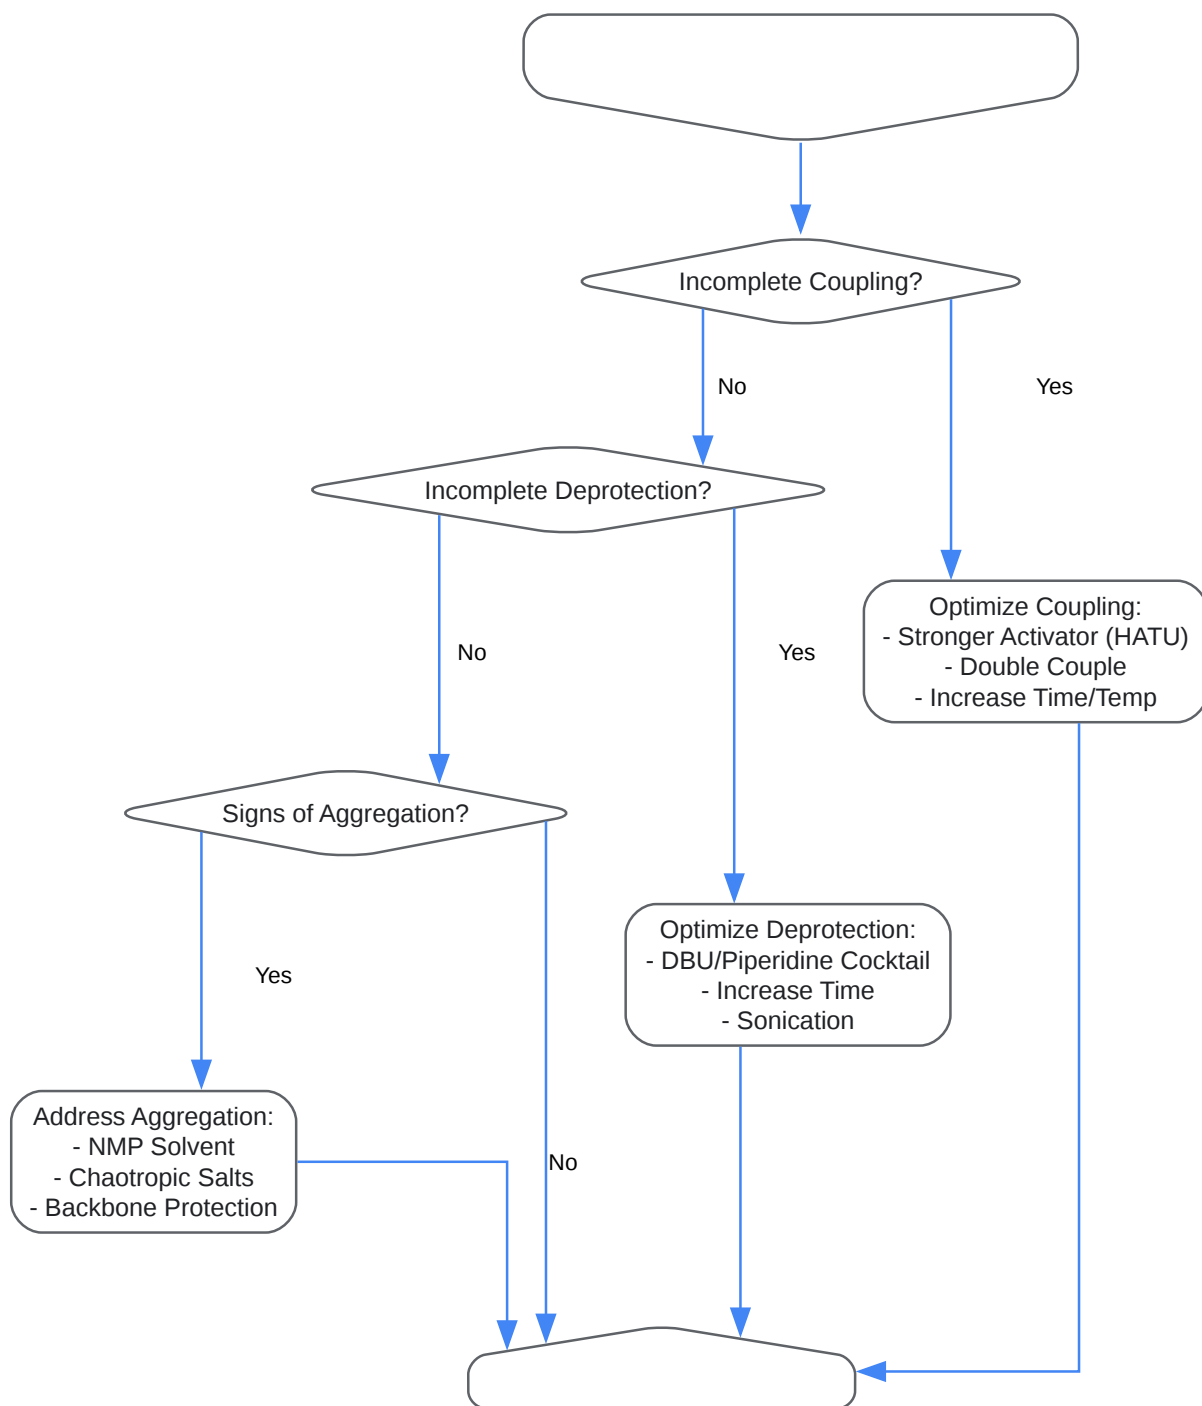 Incomplete Coupling?
No
Yes
Incomplete Deprotection?
No
Yes
Optimize Coupling:
- Stronger Activator (HATU)
- Double Couple
- Increase Time/Temp
Signs of Aggregation?
Yes
No
Optimize Deprotection:
- DBU/Piperidine Cocktail
- Increase Time
- Sonication
Address Aggregation:
- NMP Solvent
- Chaotropic Salts
- Backbone Protection